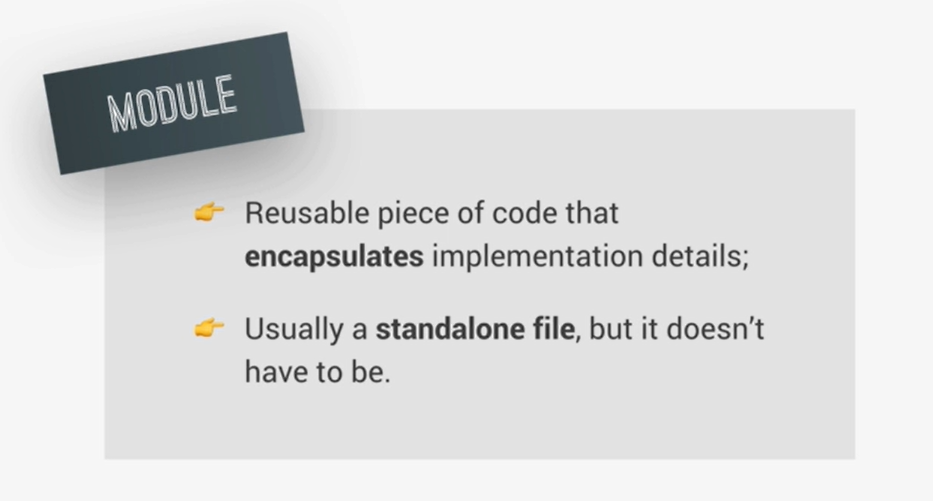 MODULE
👉 Reusable piece of code that
encapsulates implementation details;
👉 Usually a standalone file, but it doesn’t
have to be.